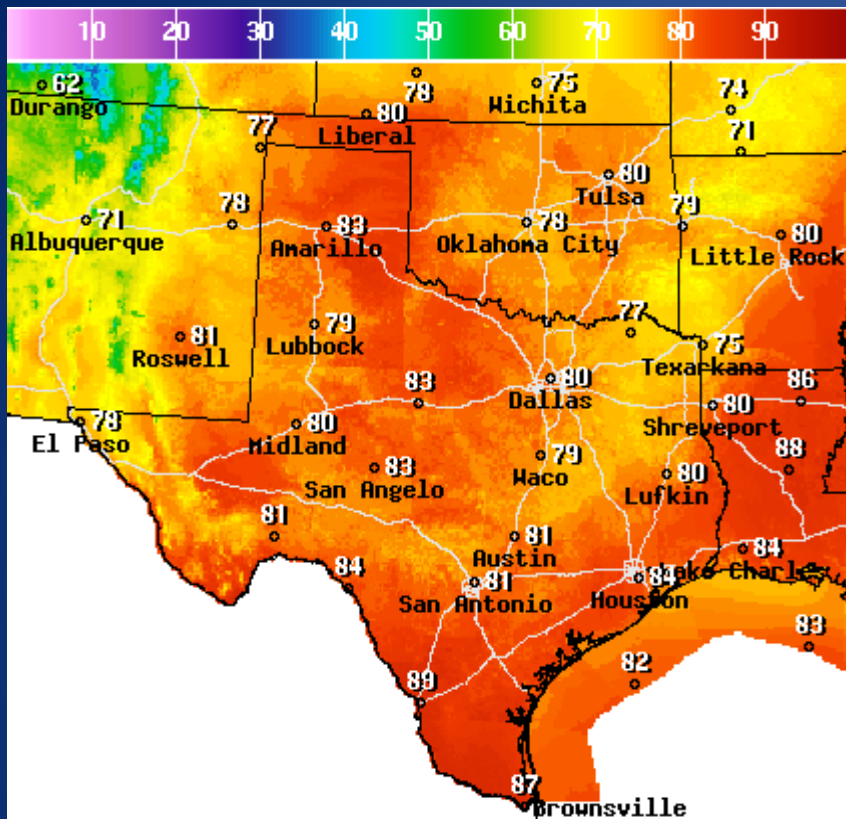 10 20 30 40 50 60 70 80 90
62
Durango
78
75
Wichita
74
80
Liberal
77
71
80
Tulsa
71
Albuquerque
78
83
Amarillo
78
Oklahoma City
79
80
Little Rock
81
Roswell
79
Lubbock
77
75
Texarkana
83
80
Dallas
86
80
Shreveport
78
El Paso
80
Midland
83
San Angelo
79
Waco
80
Lufkin
88
81
81
Austin
84
Lake Charles
84
81
San Antonio
84
Houston
83
82
89
87
Brownsville